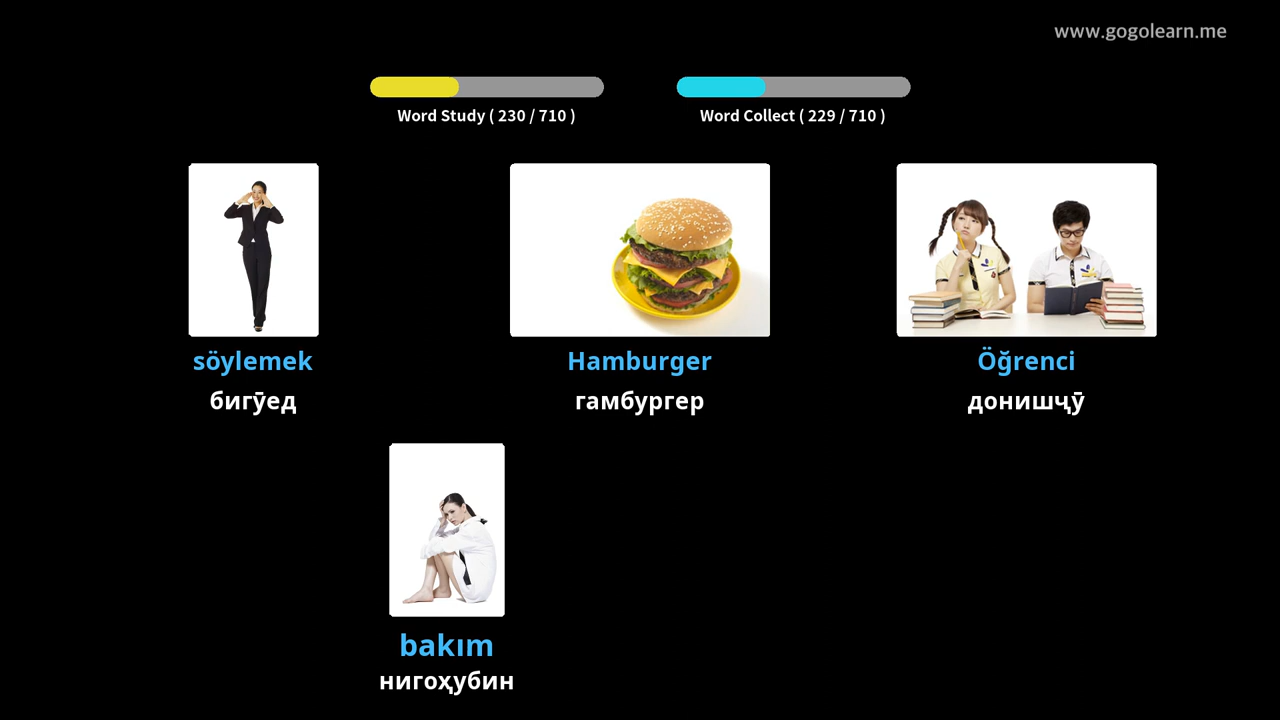 www.gogolearn.me
Word Study ( 230 / 710 )
Word Collect ( 229 / 710 )
söylemek
бигӯед
Hamburger
гамбургер
Öğrenci
донишҷӯ
bakım
нигоҳубин